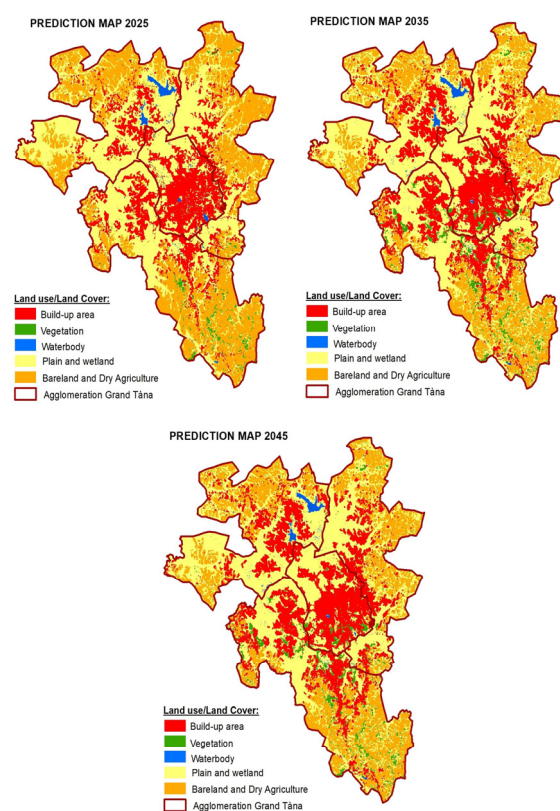 PREDICTION MAP 2025
Land use/Land Cover:
Build-up area
Vegetation
Waterbody
Plain and wetland
Bareland and Dry Agriculture
Agglomeration Grand Tàna
PREDICTION MAP 2035
Land use/Land Cover:
Build-up area
Vegetation
Waterbody
Plain and wetland
Bareland and Dry Agriculture
Agglomeration Grand Tàna
PREDICTION MAP 2045
Land use/Land Cover:
Build-up area
Vegetation
Waterbody
Plain and wetland
Bareland and Dry Agriculture
Agglomeration Grand Tàna